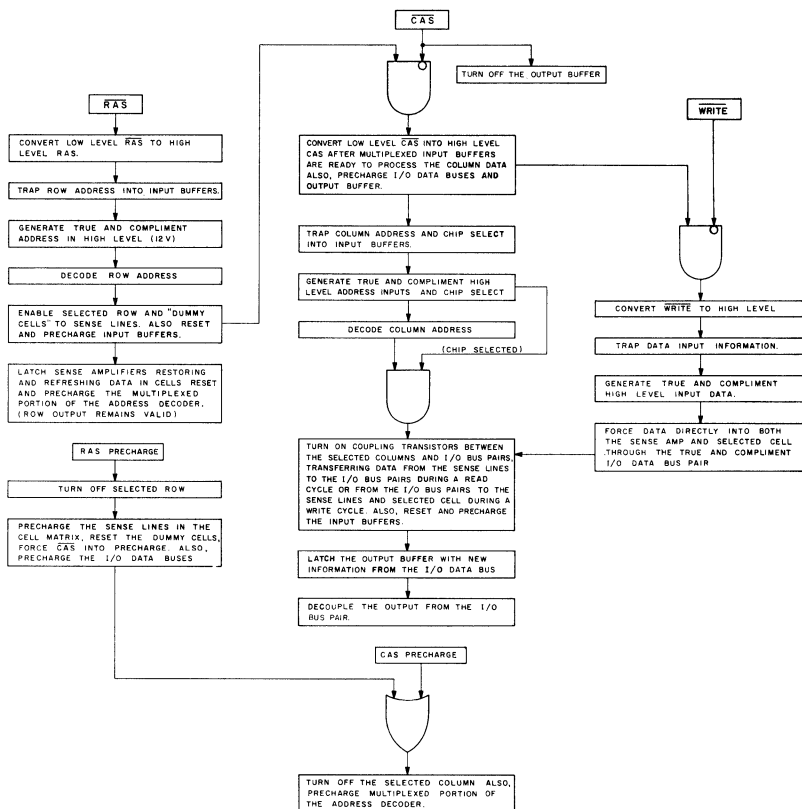 CAS
TURN OFF THE OUTPUT BUFFER
RAS
CONVERT LOW LEVEL RAS TO HIGH
LEVEL RAS.
TRAP ROW ADDRESS INTO INPUT BUFFERS.
GENERATE TRUE AND COMPLIMENT
ADDRESS IN HIGH LEVEL (12V)
DECODE ROW ADDRESS
ENABLE SELECTED ROW AND "DUMMY
CELLS" TO SENSE LINES. ALSO RESET
AND PRECHARGE INPUT BUFFERS.
LATCH SENSE AMPLIFIERS RESTORING
AND REFRESHING DATA IN CELLS RESET
AND PRECHARGE THE MULTIPLEXED
PORTION OF THE ADDRESS DECODER.
(ROW OUTPUT REMAINS VALID)
RAS PRECHARGE
TURN OFF SELECTED ROW
PRECHARGE THE SENSE LINES IN THE
CELL MATRIX, RESET THE DUMMY CELLS,
FORCE CAS INTO PRECHARGE. ALSO,
PRECHARGE THE I/O DATA BUSES
CONVERT LOW LEVEL CAS INTO HIGH LEVEL
CAS AFTER MULTIPLEXED INPUT BUFFERS
ARE READY TO PROCESS THE COLUMN DATA
ALSO, PRECHARGE I/O DATA BUSES AND
OUTPUT BUFFER.
TRAP COLUMN ADDRESS AND CHIP SELECT
INTO INPUT BUFFERS.
GENERATE TRUE AND COMPLIMENT HIGH
LEVEL ADDRESS INPUTS AND CHIP SELECT
DECODE COLUMN ADDRESS
(CHIP SELECTED)
TURN ON COUPLING TRANSISTORS BETWEEN
THE SELECTED COLUMNS AND I/O BUS PAIRS,
TRANSFERRING DATA FROM THE SENSE LINES
TO THE I/O BUS PAIRS DURING A READ
CYCLE OR FROM THE I/O BUS PAIRS TO THE
SENSE LINES AND SELECTED CELL DURING A
WRITE CYCLE. ALSO, RESET AND PRECHARGE
THE INPUT BUFFERS.
LATCH THE OUTPUT BUFFER WITH NEW
INFORMATION FROM THE I/O DATA BUS
DECOUPLE THE OUTPUT FROM THE I/O
BUS PAIR.
CAS PRECHARGE
TURN OFF THE SELECTED COLUMN ALSO,
PRECHARGE MULTIPLEXED PORTION OF
THE ADDRESS DECODER.
WRITE
CONVERT WRITE TO HIGH LEVEL
TRAP DATA INPUT INFORMATION.
GENERATE TRUE AND COMPLIMENT
HIGH LEVEL INPUT DATA.
FORCE DATA DIRECTLY INTO BOTH
THE SENSE AMP AND SELECTED CELL
THROUGH THE TRUE AND COMPLIMENT
I/O DATA BUS PAIR